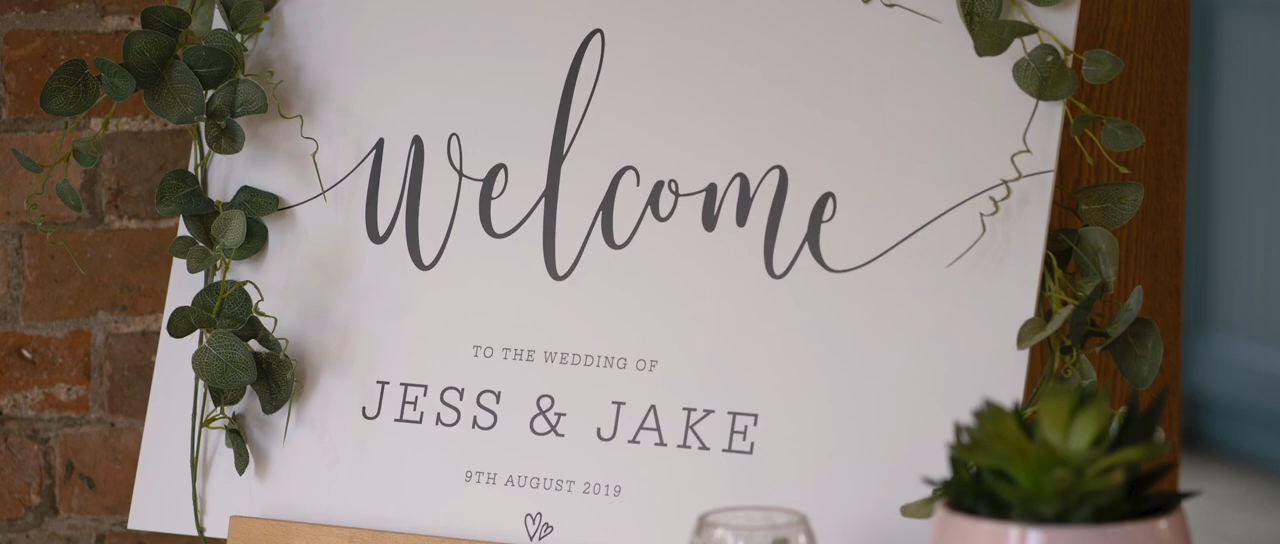 welcome
TO THE WEDDING OF
JESS & JAKE
9TH AUGUST 2019